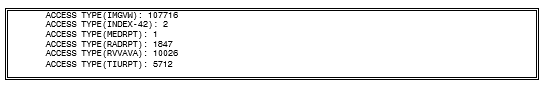 ACCESS TYPE(IMGVW): 107716
ACCESS TYPE(INDEX-42): 2
ACCESS TYPE(MEDRPT): 1
ACCESS TYPE(RADRPT): 1847
ACCESS TYPE(RVVAVA): 10026
ACCESS TYPE(TIURPT): 5712